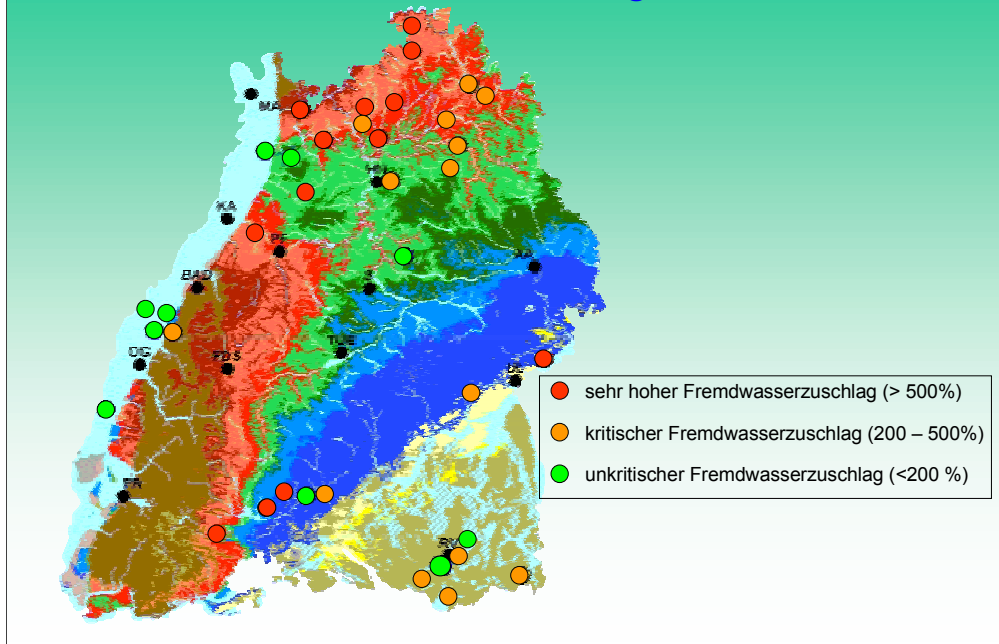 MA
HN
KA
PF
BAD
AA
S
TUE
OG
FDS
UL
sehr hoher Fremdwasserzuschlag (> 500%)
kritischer Fremdwasserzuschlag (200 – 500%)
unkritischer Fremdwasserzuschlag (<200 %)
FR
RV